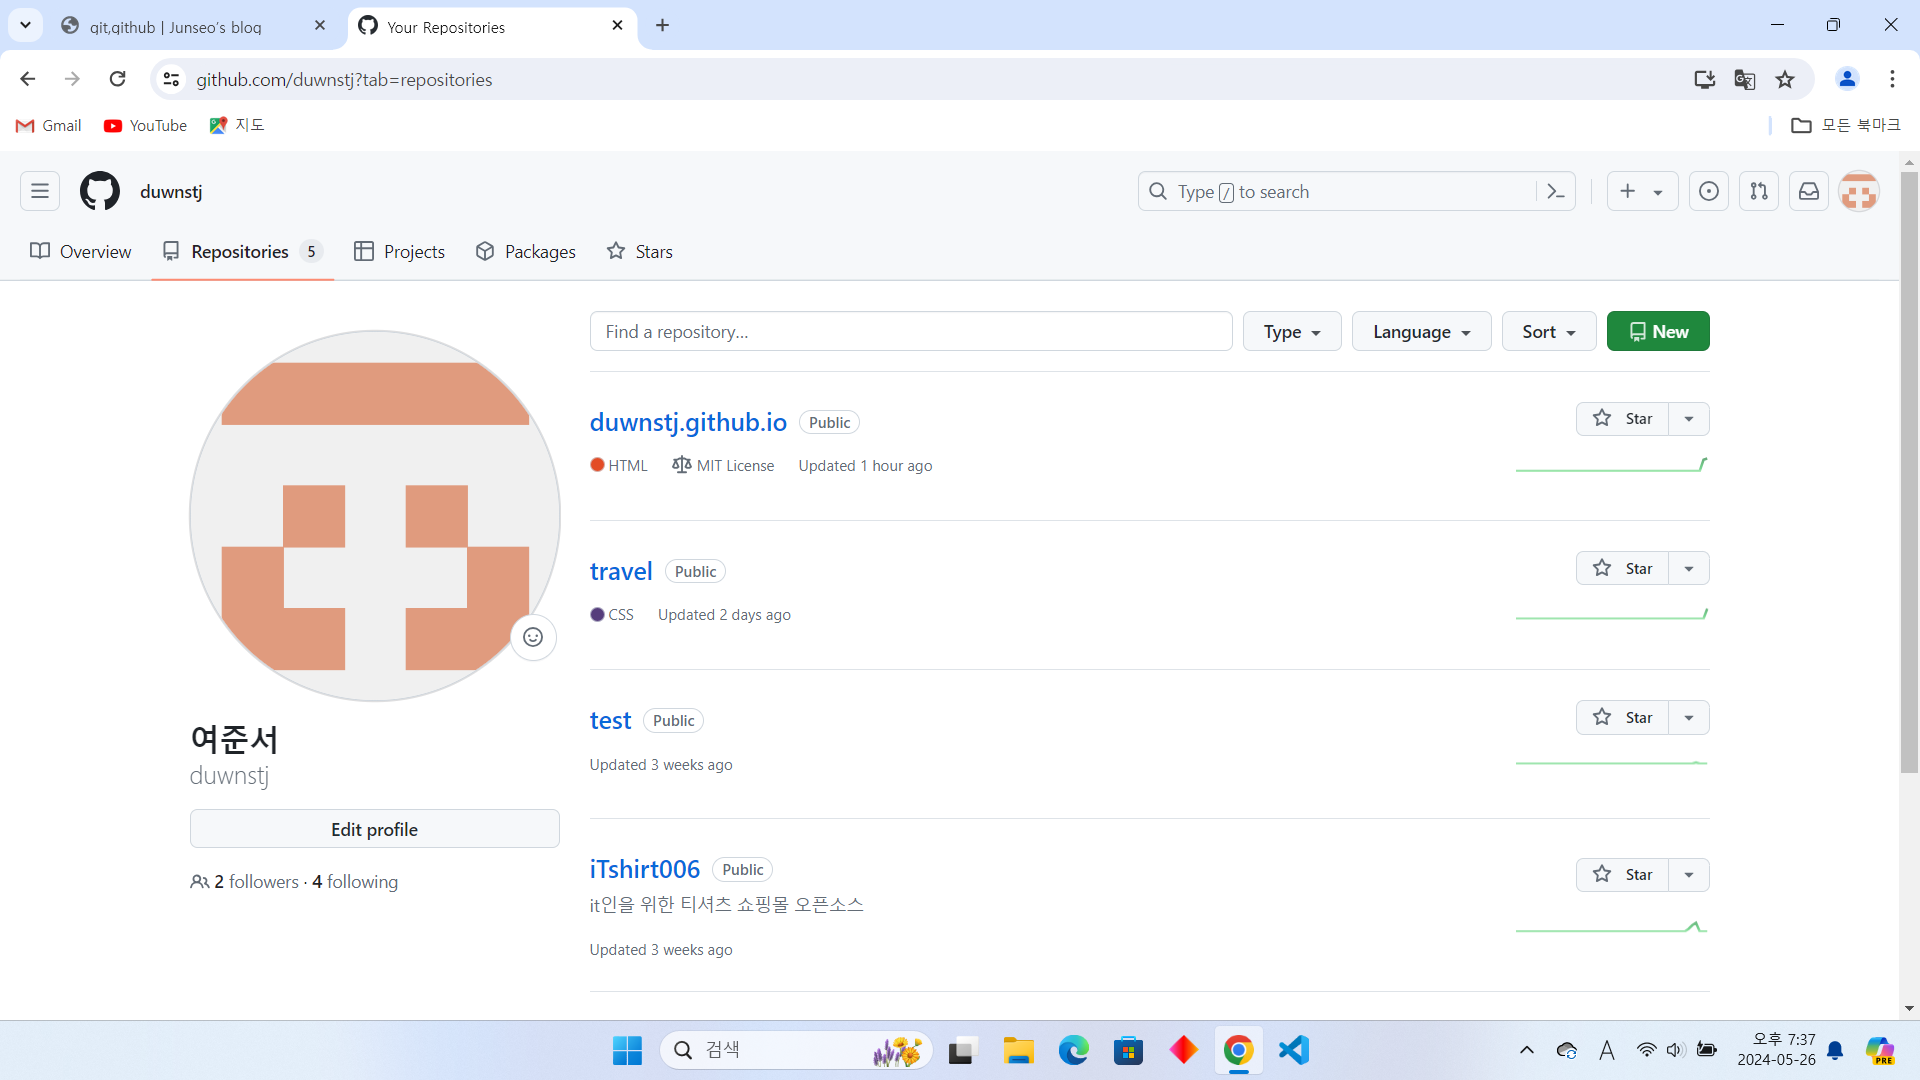 git,github | Junseo's blog
Your Repositories
github.com/duwnstj?tab=repositories
Gmail
YouTube
지도
모든 북마크
duwnstj
Type / to search
Overview
Repositories 5
Projects
Packages
Stars
Find a repository...
Type
Language
Sort
New
duwnstj.github.io Public
Star
HTML MIT License Updated 1 hour ago
travel Public
Star
CSS Updated 2 days ago
test Public
Star
Updated 3 weeks ago
iTshirt006 Public
Star
it인을 위한 티셔츠 쇼핑몰 오픈소스
Updated 3 weeks ago
여준서
duwnstj
Edit profile
2 followers · 4 following
검색
A
오후 7:37
2024-05-26
PRE